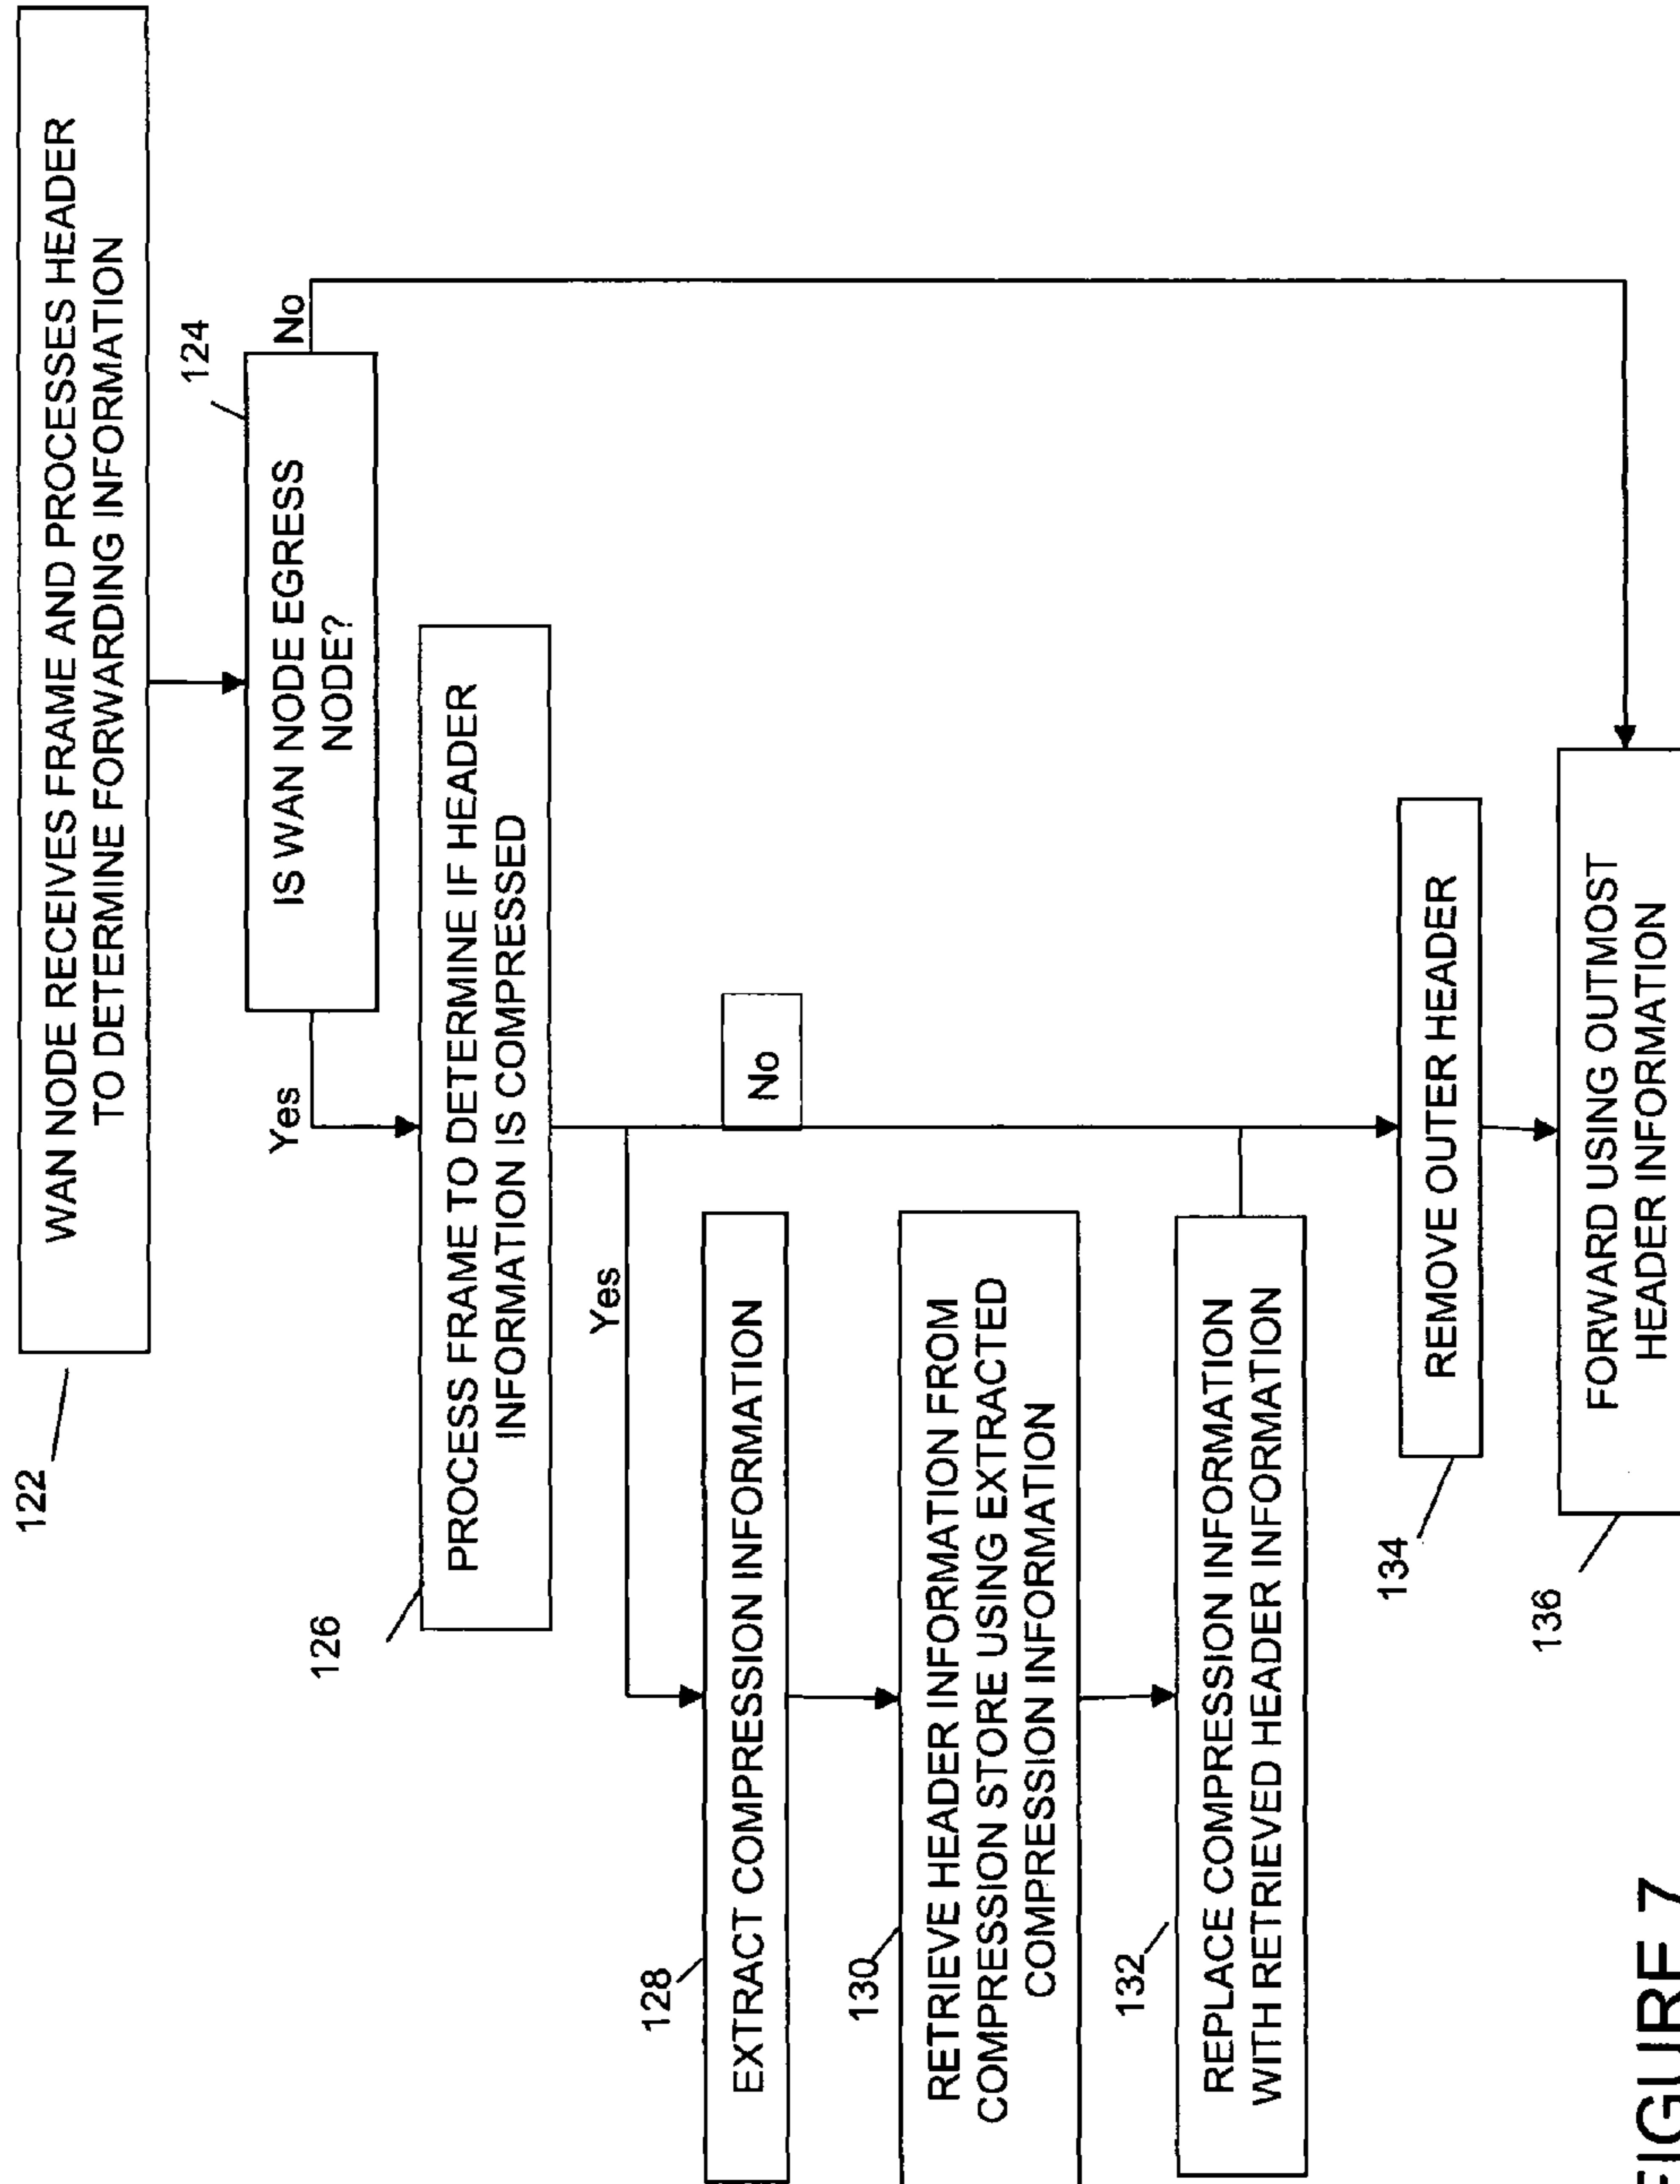 122
WAN NODE RECEIVES FRAME AND PROCESSES HEADER
TO DETERMINE FORWARDING INFORMATION
124
IS WAN NODE EGRESS
NODE?
Yes
No
126
PROCESS FRAME TO DETERMINE IF HEADER
INFORMATION IS COMPRESSED
Yes
No
128
EXTRACT COMPRESSION INFORMATION
130
RETRIEVE HEADER INFORMATION FROM
COMPRESSION STORE USING EXTRACTED
COMPRESSION INFORMATION
132
REPLACE COMPRESSION INFORMATION
WITH RETRIEVED HEADER INFORMATION
134
REMOVE OUTER HEADER
136
FORWARD USING OUTMOST
HEADER INFORMATION
FIGURE 7